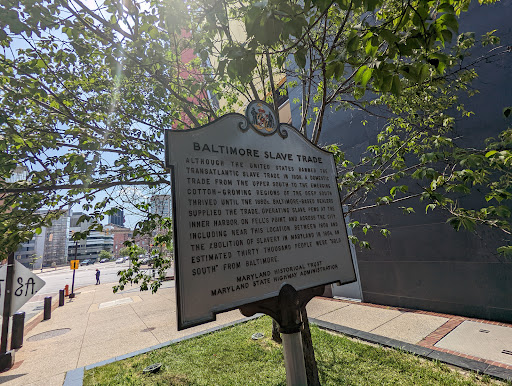 BALTIMORE SLAVE TRADE
ALTHOUGH THE UNITED STATES BANNED THE
TRANSATLANTIC SLAVE TRADE IN 1808, A DOMESTIC
TRADE FROM THE UPPER SOUTH TO THE EMERGING
COTTON-GROWING REGIONS OF THE DEEP SOUTH
THRIVED UNTIL THE 1860s. BALTIMORE-BASED DEALERS
SUPPLIED THE TRADE, OPERATING SLAVE PENS AT THE
INNER HARBOR, ON FELLS POINT, AND ACROSS THE CITY,
INCLUDING NEAR THIS LOCATION. BETWEEN 1808 AND
THE ABOLITION OF SLAVERY IN MARYLAND IN 1864, AN
ESTIMATED THIRTY THOUSAND PEOPLE WERE "SOLD
SOUTH" FROM BALTIMORE.
MARYLAND HISTORICAL TRUST
MARYLAND STATE HIGHWAY ADMINISTRATION